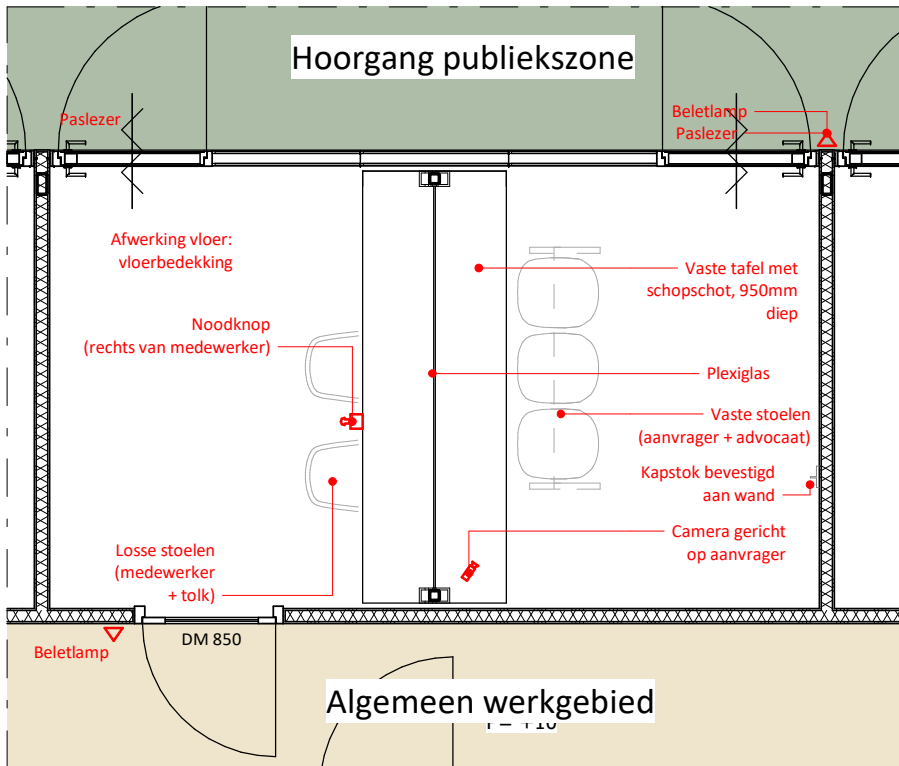 Hoorgang publiekszone
Paslezer
Beletlamp
Paslezer
Afwerking vloer:
vloerbedekking
Vaste tafel met
schopschot, 950mm
diep
Noodknop
(rechts van medewerker)
Plexiglas
Vaste stoelen
(aanvrager + advocaat)
Kapstok bevestigd
aan wand
Camera gericht
op aanvrager
Losse stoelen
(medewerker
+ tolk)
DM 850
Beletlamp
Algemeen werkgebied